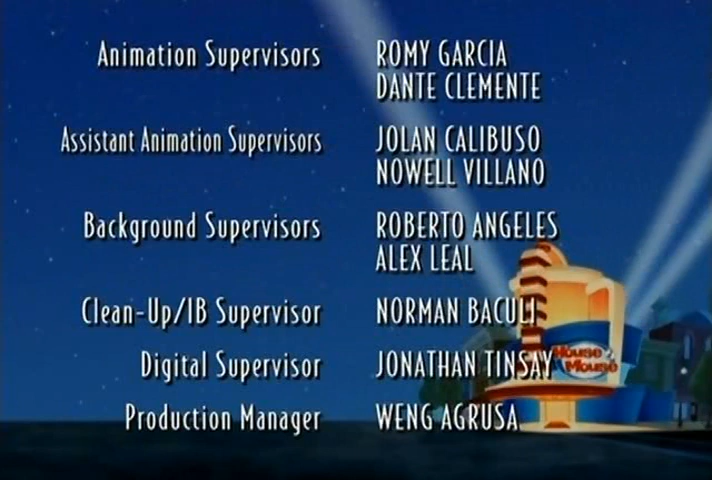 Animation Supervisors ROMY GARCIA
DANTE CLEMENTE
Assistant Animation Supervisors JOLAN CALIBUSO
NOWELL VILLANO
Background Supervisors ROBERTO ANGELES
ALEX LEAL
Clean-Up/IB Supervisor NORMAN BACULI
Digital Supervisor JONATHAN TINSAY
Production Manager WENG AGRUSA
House
Mouse